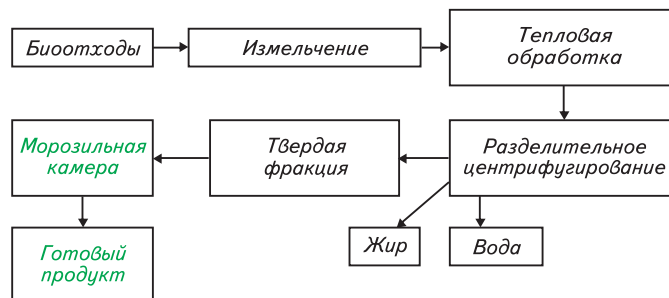 Биоотходы
Измельчение
Тепловая
обработка
Морозильная
камера
Твердая
фракция
Разделительное
центрифугирование
Жир
Вода
Готовый
продукт